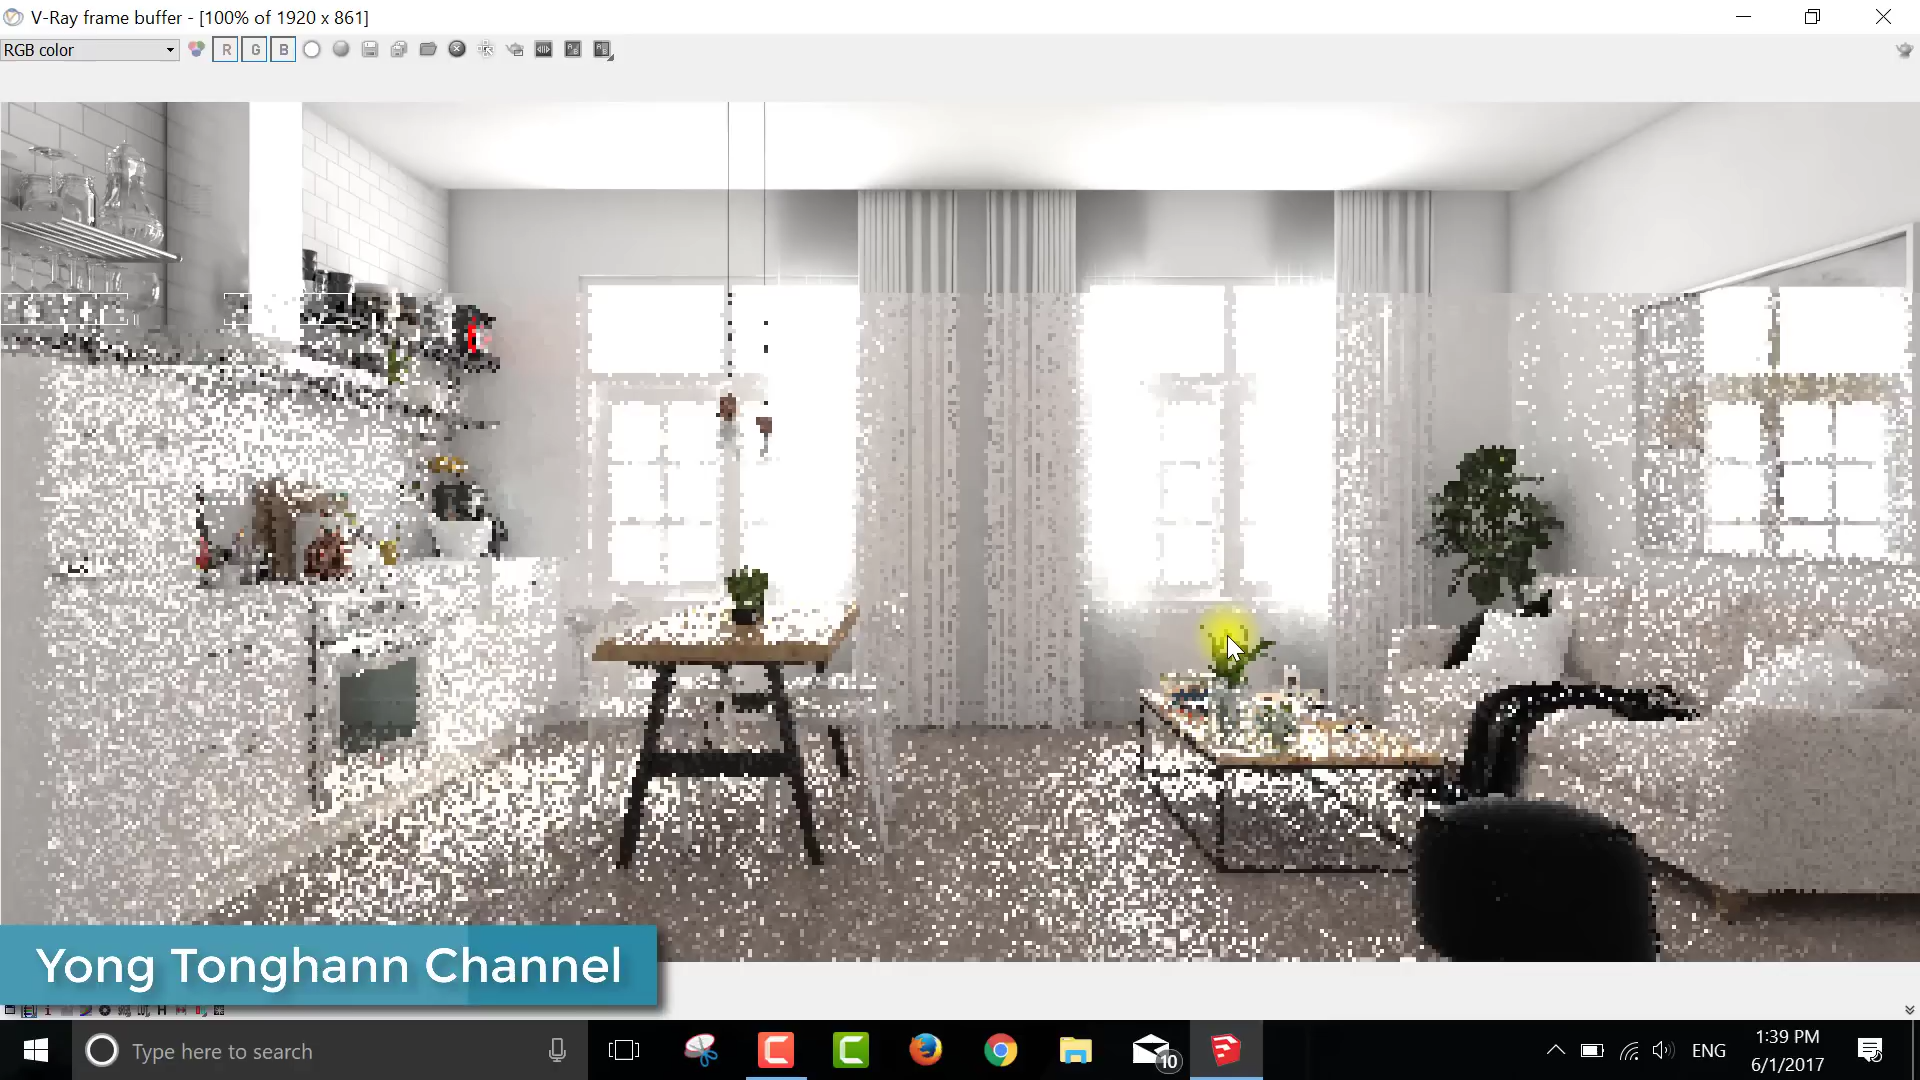 V-Ray frame buffer - [100% of 1920 x 861]
RGB color
R G B
Yong Tonghann Channel
Type here to search
10
ENG
1:39 PM
6/1/2017